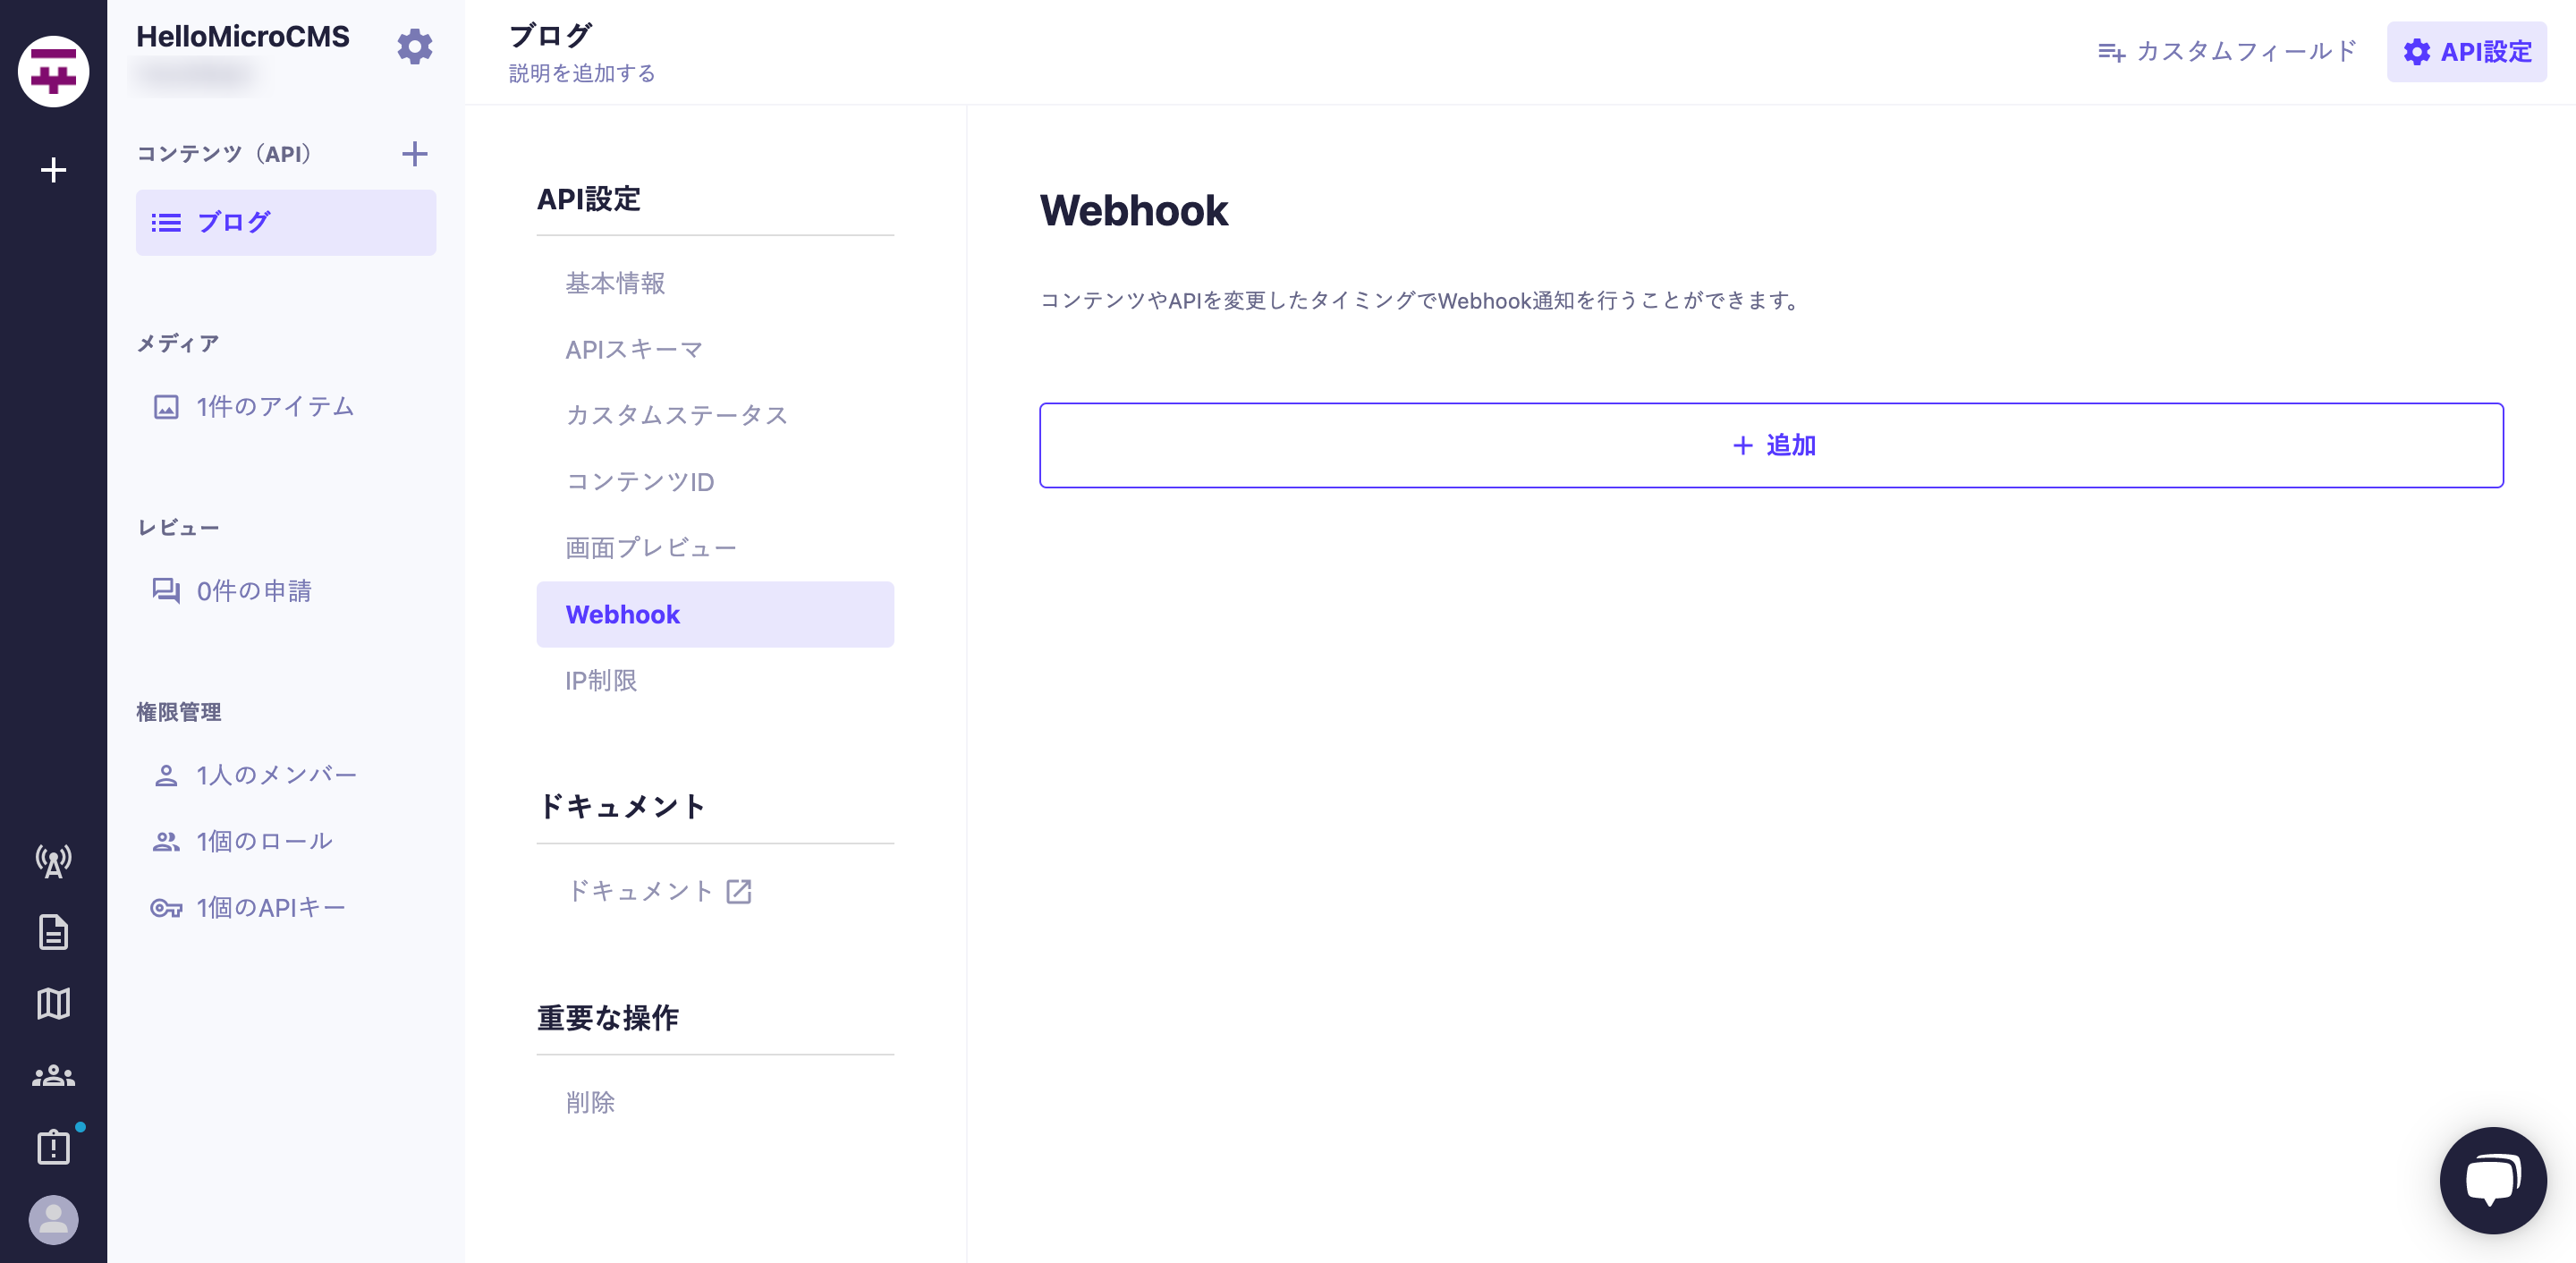 HelloMicroCMS
コンテンツ（API）
ブログ
メディア
1件のアイテム
レビュー
0件の申請
権限管理
1人のメンバー
1個のロール
1個のAPIキー
ブログ
説明を追加する
カスタムフィールド
API設定
API設定
基本情報
APIスキーマ
カスタムステータス
コンテンツID
画面プレビュー
Webhook
IP制限
ドキュメント
ドキュメント
重要な操作
削除
Webhook
コンテンツやAPIを変更したタイミングでWebhook通知を行うことができます。
追加